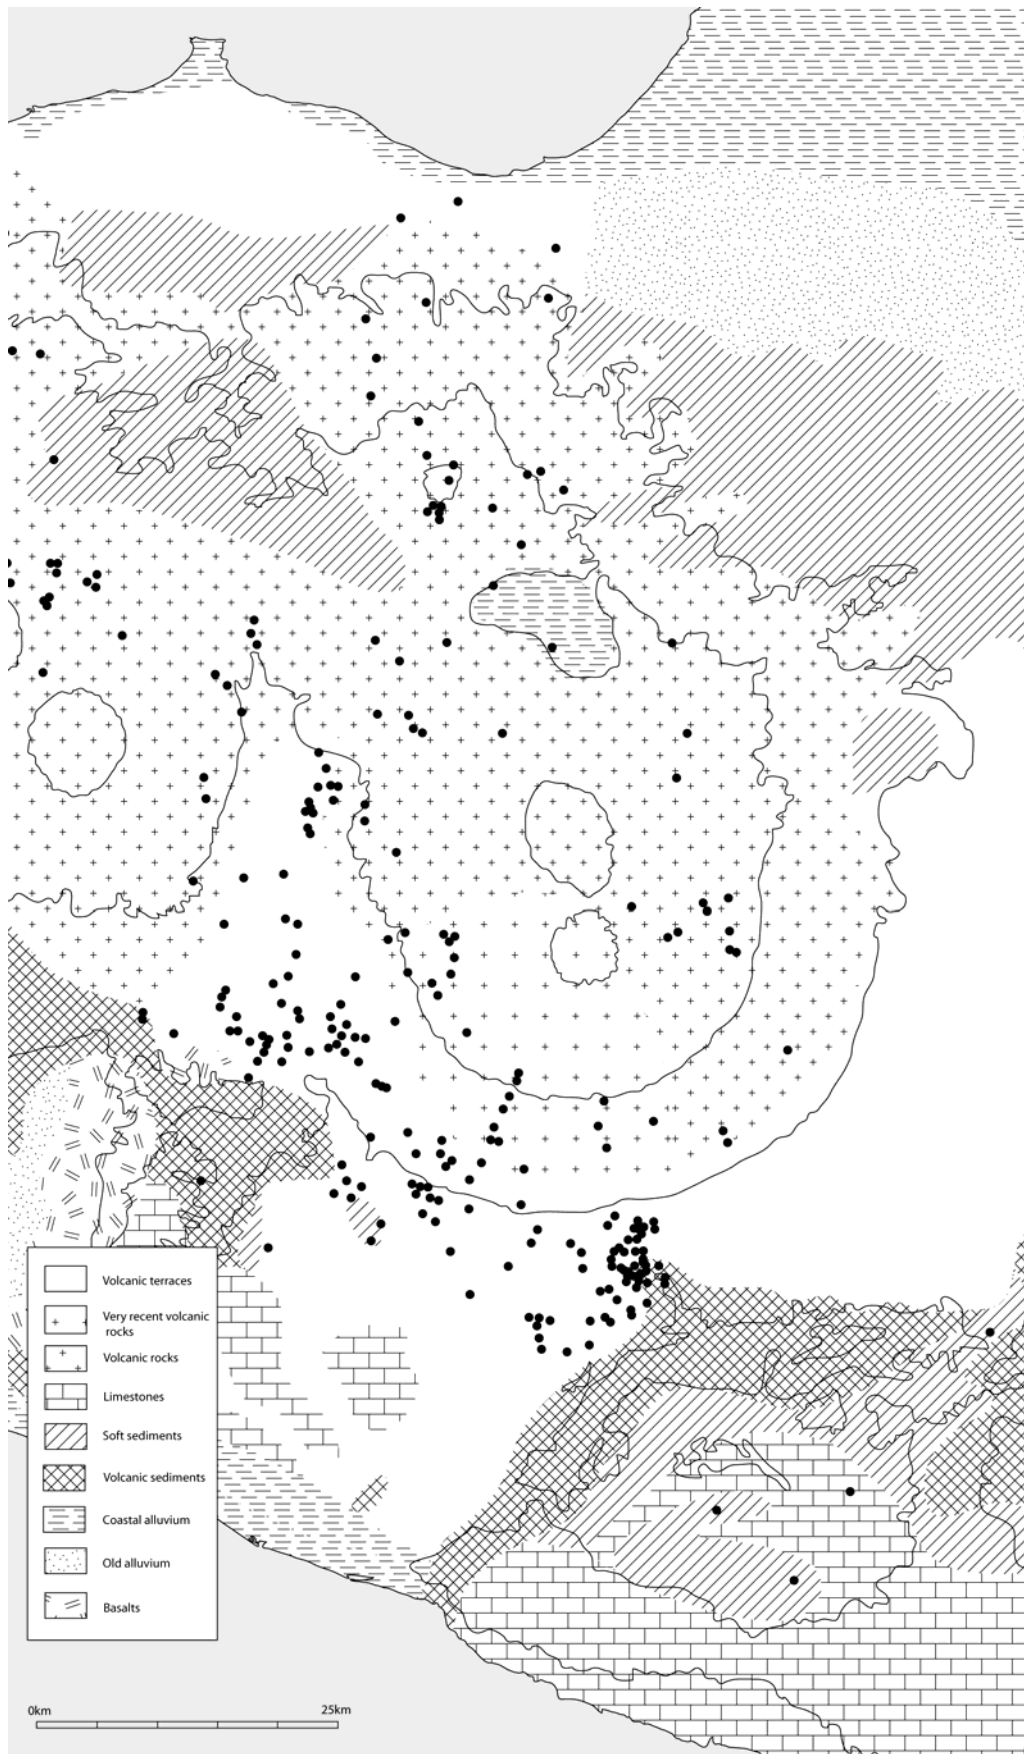 Volcanic terraces
Very recent volcanic
rocks
Volcanic rocks
Limestones
Soft sediments
Volcanic sediments
Coastal alluvium
Old alluvium
Basalts
0km 25km